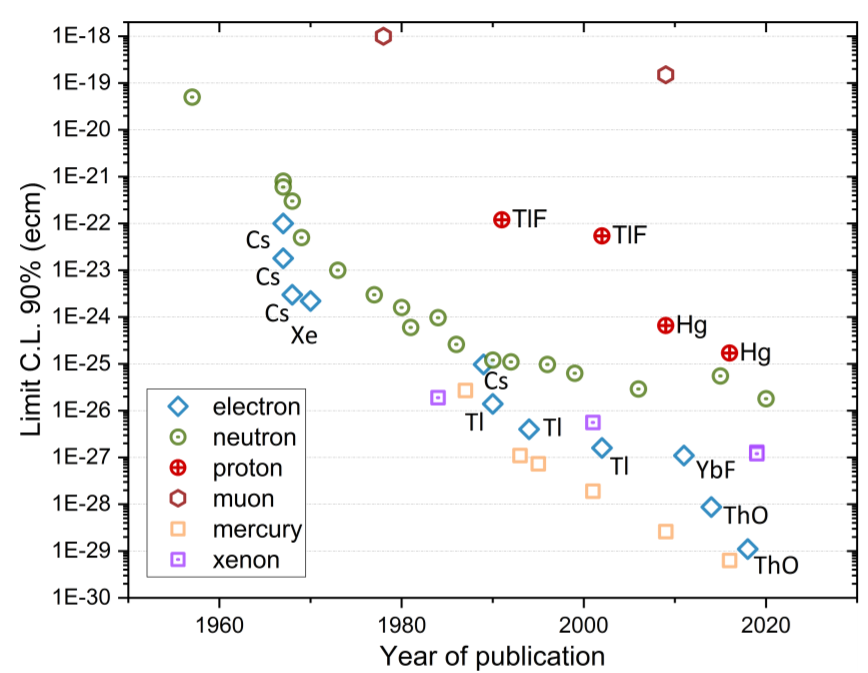 Limit C.L. 90% (ecm)
1E-18
1E-19
1E-20
1E-21
1E-22
1E-23
1E-24
1E-25
1E-26
1E-27
1E-28
1E-29
1E-30
TlF
TlF
Cs
Cs
Cs
Xe
Hg
Hg
Cs
Tl
Tl
Tl
YbF
ThO
ThO
electron
neutron
proton
muon
mercury
xenon
1960 1980 2000 2020
Year of publication